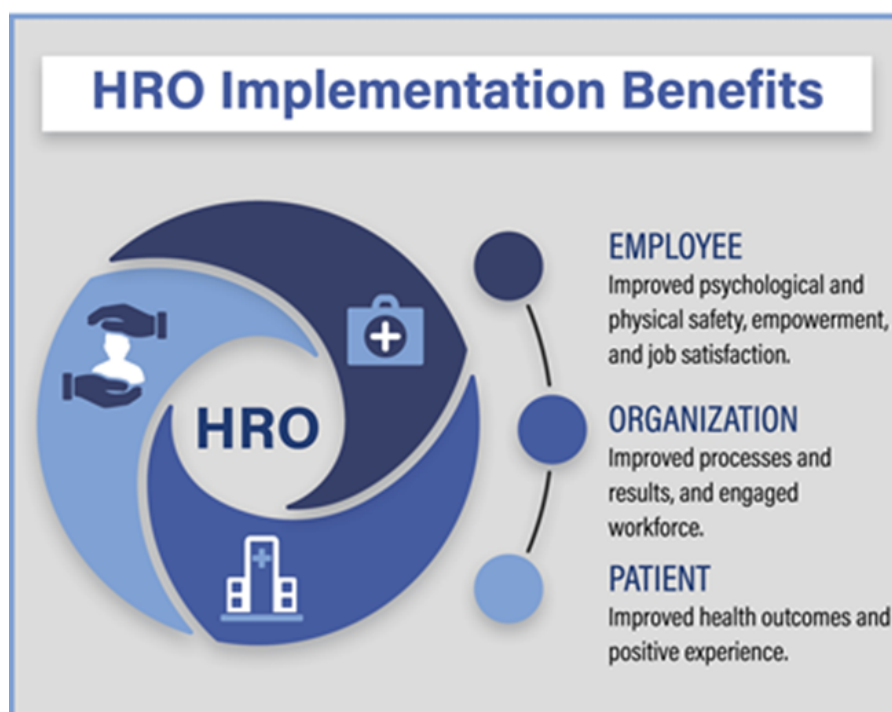 HRO Implementation Benefits
HRO
EMPLOYEE
Improved psychological and
physical safety, empowerment,
and job satisfaction.
ORGANIZATION
Improved processes and
results, and engaged
workforce.
PATIENT
Improved health outcomes and
positive experience.